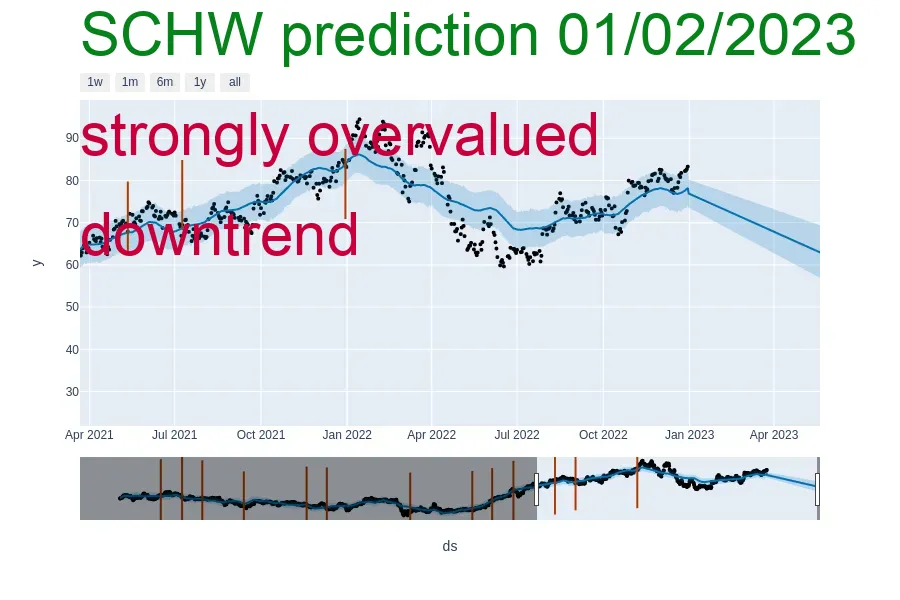 SCHW prediction 01/02/2023
1w 1m 6m 1y all
strongly overvalued
downtrend
90
80
70
60
50
40
30
y
Apr 2021 Jul 2021 Oct 2021 Jan 2022 Apr 2022 Jul 2022 Oct 2022 Jan 2023 Apr 2023
ds